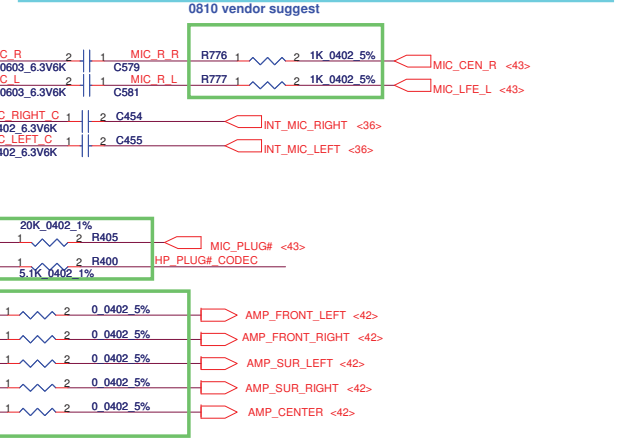 0810 vendor suggest
C_R 2 1 MIC_R_R R776 1 2 1K_0402_5%
0603_6.3V6K C579 MIC_CEN_R <43>
C_L 2 1 MIC_R_L R777 1 2 1K_0402_5%
0603_6.3V6K C581 MIC_LFE_L <43>
C_RIGHT_C 1 2 C454
402_6.3V6K INT_MIC_RIGHT <36>
C_LEFT_C 1 2 C455
402_6.3V6K INT_MIC_LEFT <36>
20K_0402_1%
1 2 R405 MIC_PLUG# <43>
1 2 R400 HP_PLUG#_CODEC
5.1K_0402_1%
1 2 0_0402_5% AMP_FRONT_LEFT <42>
1 2 0_0402_5% AMP_FRONT_RIGHT <42>
1 2 0_0402_5% AMP_SUR_LEFT <42>
1 2 0_0402_5% AMP_SUR_RIGHT <42>
1 2 0_0402_5% AMP_CENTER <42>